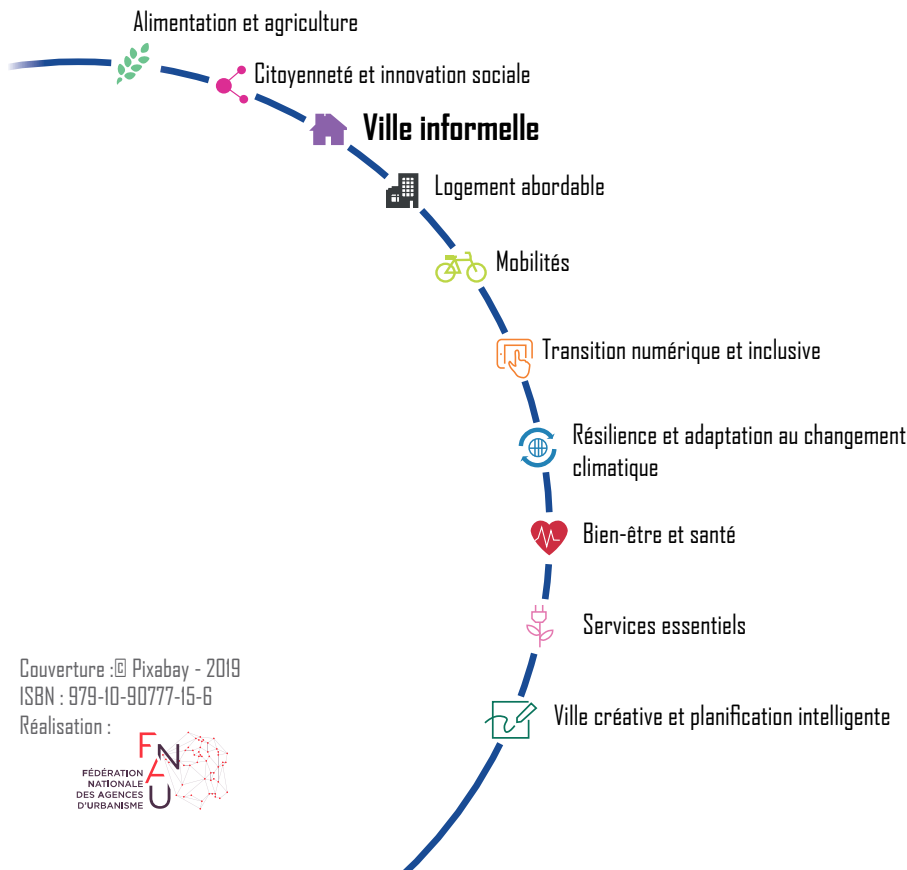 Alimentation et agriculture
Citoyenneté et innovation sociale
Ville informelle
Logement abordable
Mobilités
Transition numérique et inclusive
Résilience et adaptation au changement
climatique
Bien-être et santé
Services essentiels
Ville créative et planification intelligente
Couverture :© Pixabay - 2019
ISBN : 979-10-90777-15-6
Réalisation :
FNAU
FÉDÉRATION
NATIONALE
DES AGENCES
D'URBANISME